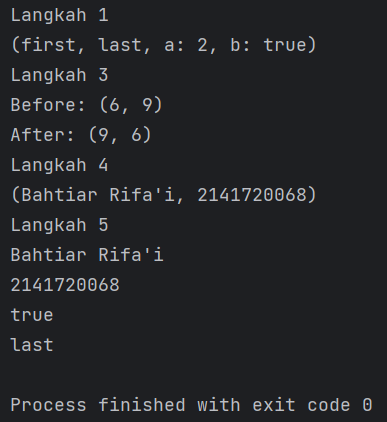 Langkah 1
(first, last, a: 2, b: true)
Langkah 3
Before: (6, 9)
After: (9, 6)
Langkah 4
(Bahtiar Rifa'i, 2141720068)
Langkah 5
Bahtiar Rifa'i
2141720068
true
last
Process finished with exit code 0